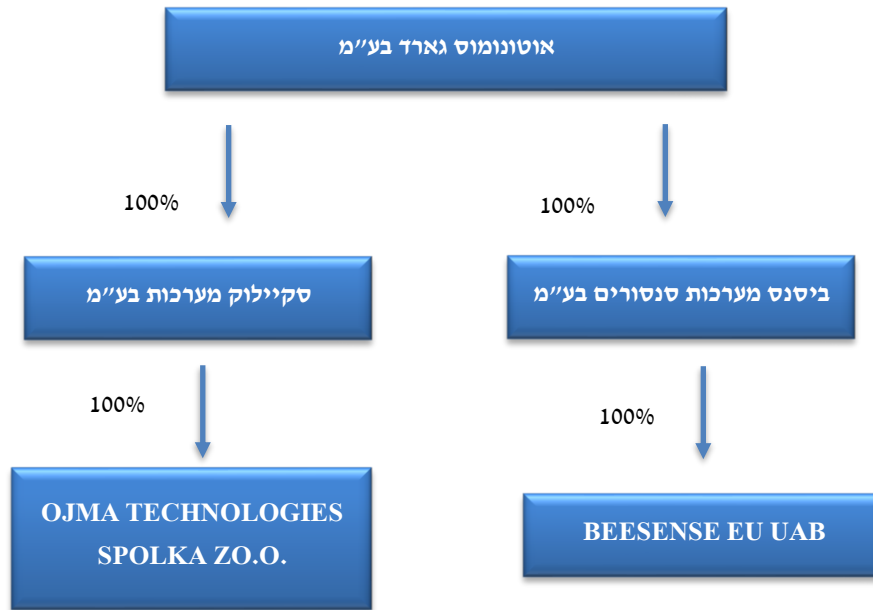 אוטונומוס גארד בע"מ
100%
100%
סקיילוק מערכות בע"מ
ביסנס מערכות סנסורים בע"מ
100%
100%
OJMA TECHNOLOGIES
SPOLKA ZO.O.
BEESENSE EU UAB